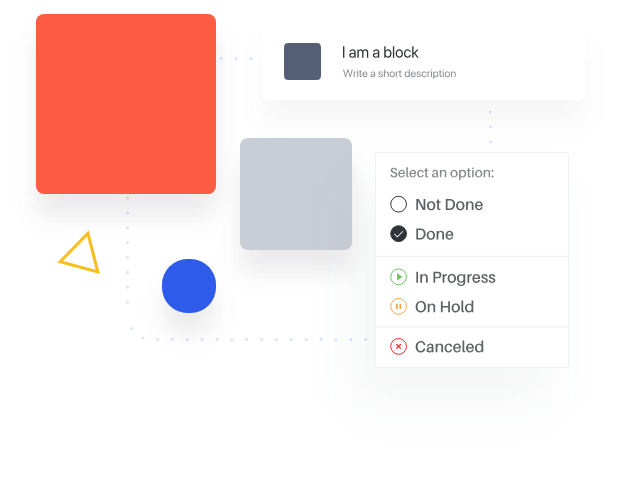 I am a block
Write a short description
Select an option:
Not Done
Done
In Progress
On Hold
Canceled